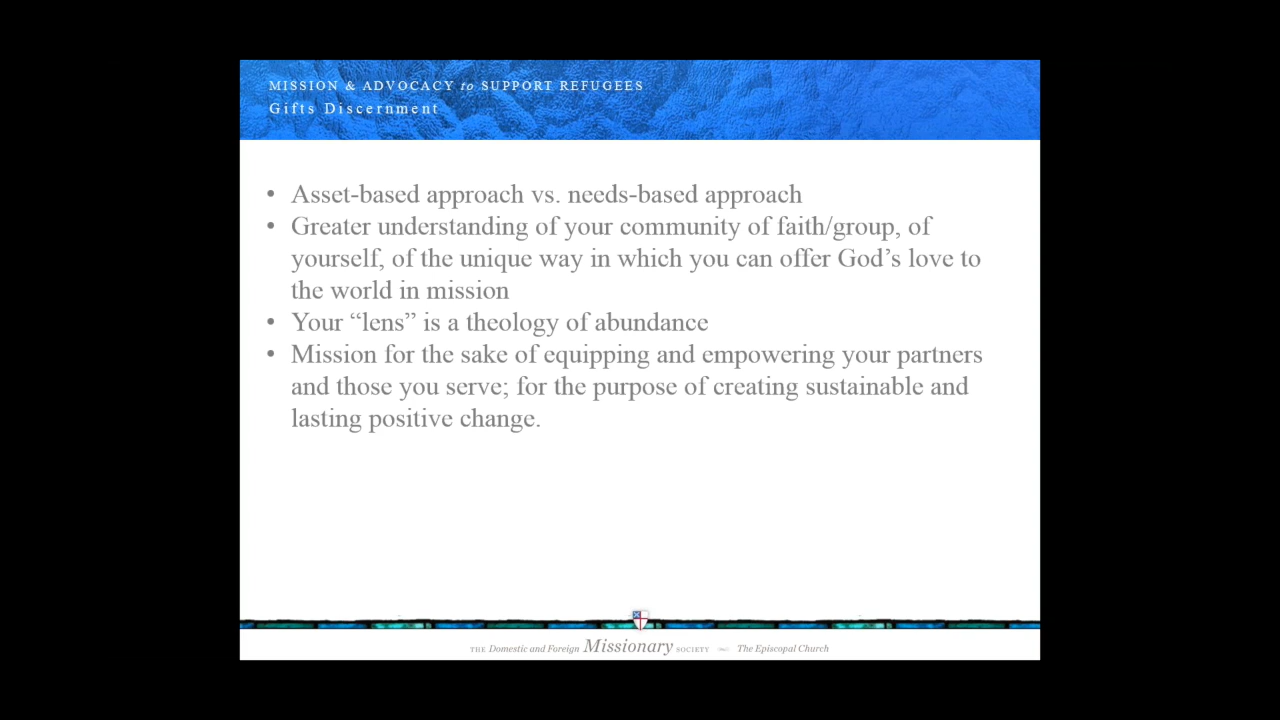 MISSION & ADVOCACY to SUPPORT REFUGEES
Gifts Discernment
• Asset-based approach vs. needs-based approach
• Greater understanding of your community of faith/group, of
yourself, of the unique way in which you can offer God’s love to
the world in mission
• Your “lens” is a theology of abundance
• Mission for the sake of equipping and empowering your partners
and those you serve; for the purpose of creating sustainable and
lasting positive change.
THE Domestic and Foreign Missionary SOCIETY The Episcopal Church